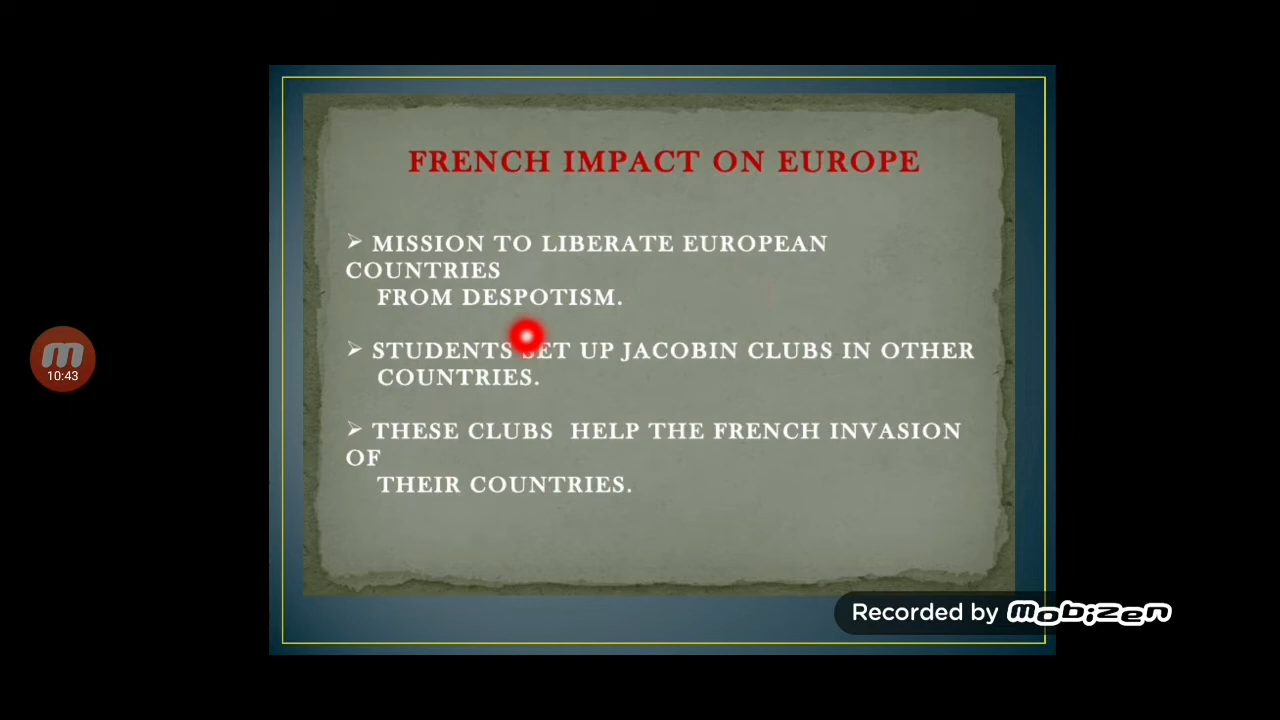 FRENCH IMPACT ON EUROPE
➢ MISSION TO LIBERATE EUROPEAN
COUNTRIES
FROM DESPOTISM.
➢ STUDENTS SET UP JACOBIN CLUBS IN OTHER
COUNTRIES.
➢ THESE CLUBS HELP THE FRENCH INVASION
OF
THEIR COUNTRIES.
10:43
Recorded by mobizen